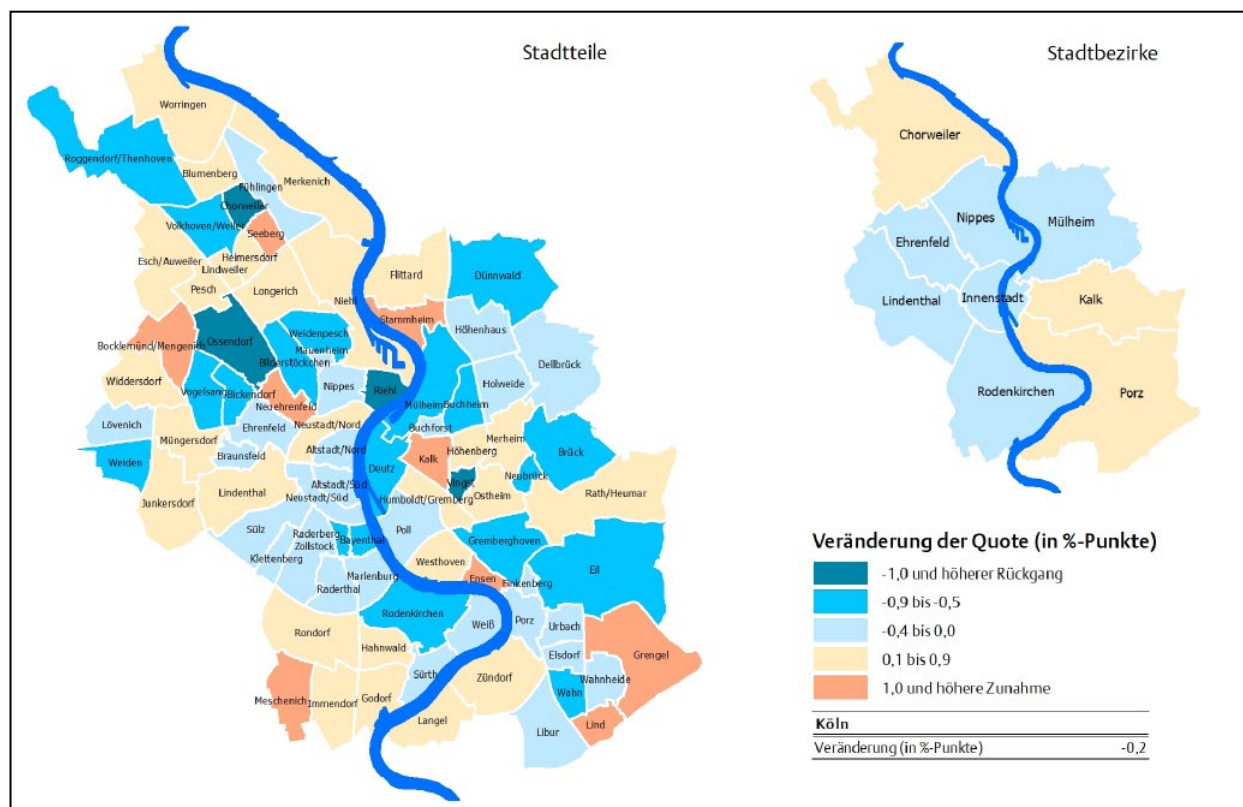 Stadtteile
Stadtbezirke
Worringen
Roggendorf/Thenhoven
Blumenberg
Fühlingen
Merkenich
Chorweiler
Volkhoven/Weiler
Seeberg
Heimersdorf
Esch/Auweiler
Lindweiler
Pesch
Longerich
Niehl
Flittard
Dünnwald
Stammheim
Höhenhaus
Weidenpesch
Ossendorf
Mauenheim
Bocklemünd/Mengenich
Bilderstöckchen
Dellbrück
Widdersdorf
Vogelsang
Bickendorf
Nippes
Riehl
Holweide
Neuehrenfeld
Mülheim
Buchheim
Lövenich
Ehrenfeld
Neustadt/Nord
Buchforst
Müngersdorf
Altstadt/Nord
Merheim
Höhenberg
Weiden
Braunsfeld
Deutz
Kalk
Brück
Vingst
Neubrück
Altstadt/Süd
Junkersdorf
Lindenthal
Neustadt/Süd
Humboldt/Gremberg
Ostheim
Rath/Heumar
Sülz
Raderberg
Zollstock
Bayenthal
Poll
Gremberghoven
Klettenberg
Westhoven
Eil
Marienburg
Raderthal
Ensen
Finkenberg
Rodenkirchen
Weiß
Porz
Urbach
Rondorf
Hahnwald
Elsdorf
Grengel
Sürth
Zündorf
Wahnheide
Meschenich
Immendorf
Godorf
Wahn
Langel
Libur
Lind
Chorweiler
Nippes
Mülheim
Ehrenfeld
Lindenthal
Innenstadt
Kalk
Rodenkirchen
Porz
Veränderung der Quote (in %-Punkte)
-1,0 und höherer Rückgang
-0,9 bis -0,5
-0,4 bis 0,0
0,1 bis 0,9
1,0 und höhere Zunahme
Köln
Veränderung (in %-Punkte) -0,2